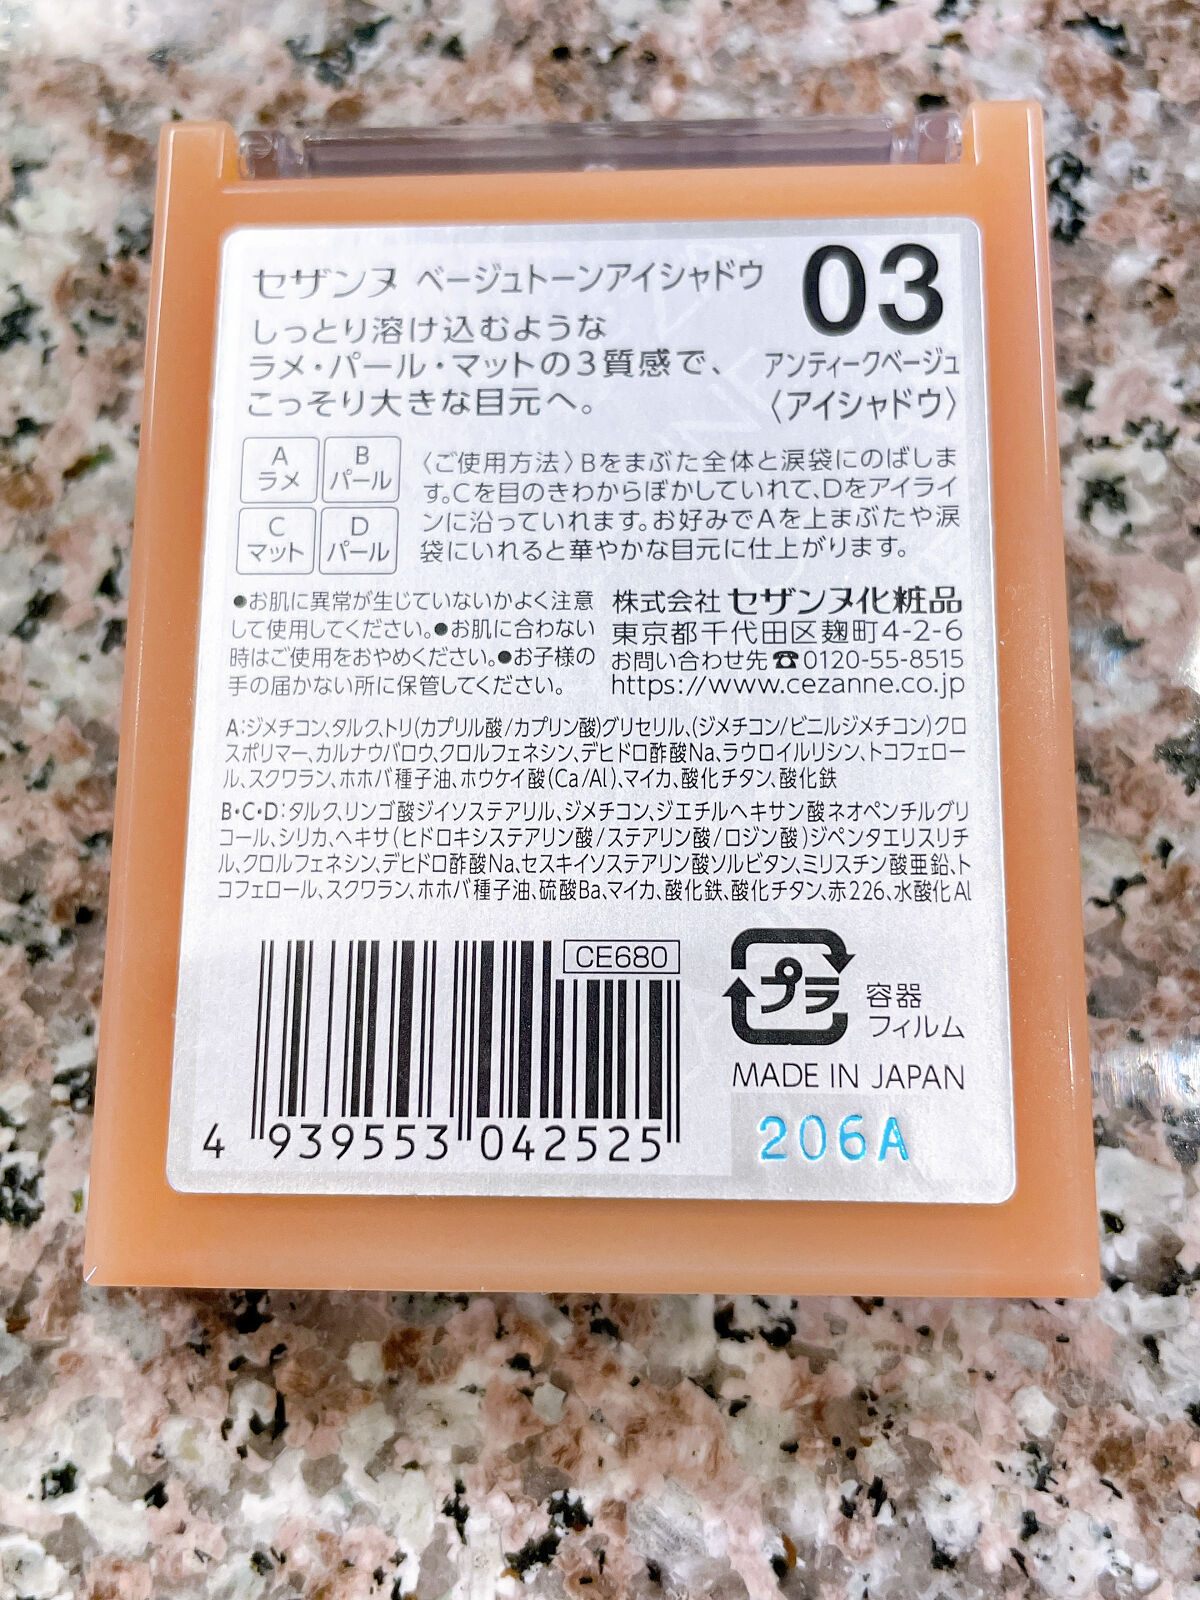 セザンヌ ベージュトーンアイシャドウ
03
しっとり溶け込むような
ラメ・パール・マットの3質感で、
こっそり大きな目元へ。
アンティークベージュ
〈アイシャドウ〉
A
ラメ
B
パール
C
マット
D
パール
〈ご使用方法〉Bをまぶた全体と涙袋にのばしま
す。Cを目のきわからぼかしていれて、Dをアイライ
ンに沿っていれます。お好みでAを上まぶたや涙
袋にいれると華やかな目元に仕上がります。
●お肌に異常が生じていないかよく注意
して使用してください。●お肌に合わない
時はご使用をおやめください。●お子様の
手の届かない所に保管してください。
株式会社 セザンヌ化粧品
東京都千代田区麹町4-2-6
お問い合わせ先☎0120-55-8515
https://www.cezanne.co.jp
A:ジメチコン、タルク、トリ(カプリル酸/カプリン酸)グリセリル、(ジメチコン/ビニルジメチコン)クロ
スポリマー、カルナウバロウ、クロルフェネシン、デヒドロ酢酸Na、ラウロイルリシン、トコフェロー
ル、スクワラン、ホホバ種子油、ホウケイ酸(Ca/Al)、マイカ、酸化チタン、酸化鉄
B・C・D:タルク、リンゴ酸ジイソステアリル、ジメチコン、ジエチルヘキサン酸ネオペンチルグリ
コール、シリカ、ヘキサ(ヒドロキシステアリン酸/ステアリン酸/ロジン酸)ジペンタエリスリチ
ル、クロルフェネシン、デヒドロ酢酸Na、セスキイソステアリン酸ソルビタン、ミリスチン酸亜鉛、ト
コフェロール、スクワラン、ホホバ種子油、硫酸Ba、マイカ、酸化鉄、酸化チタン、赤226、水酸化Al
CE680
4 939553 042525
プラ
容器
フィルム
MADE IN JAPAN
206A